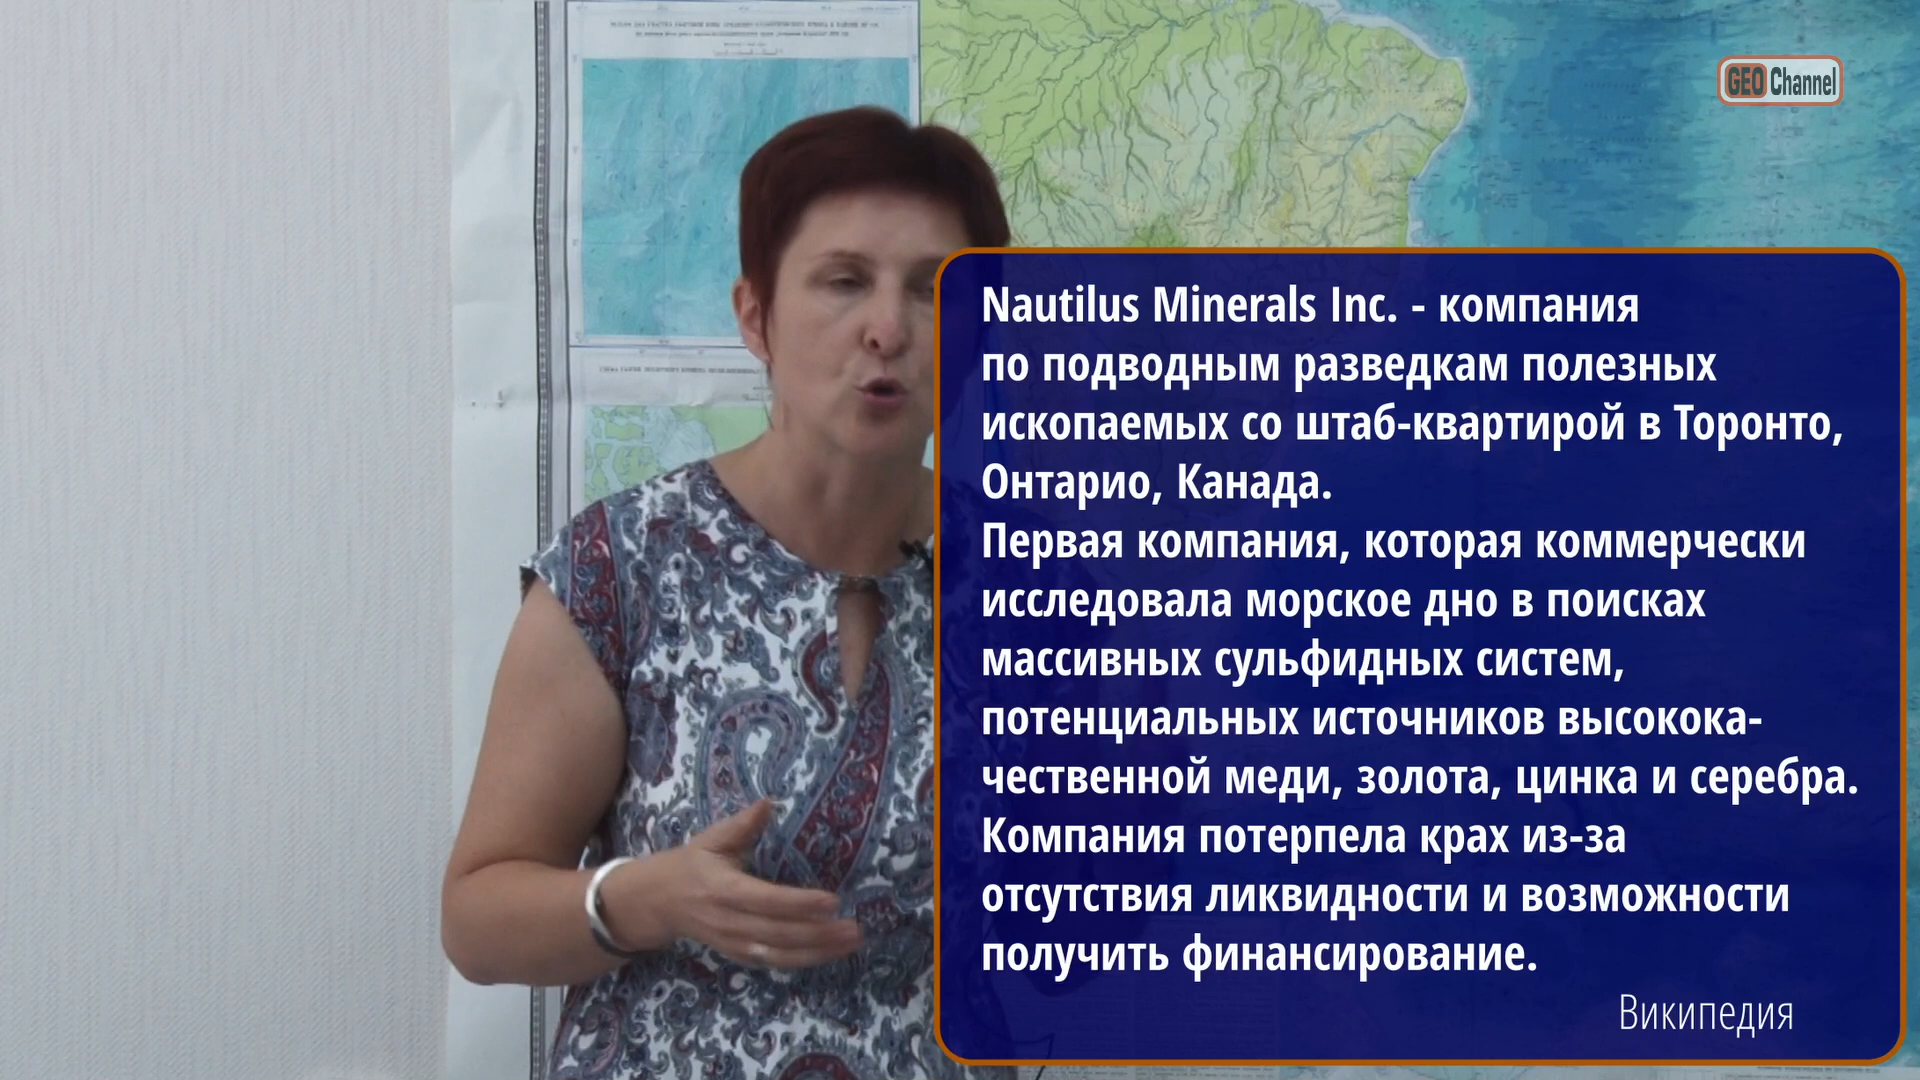 GEO Channel
Nautilus Minerals Inc. - компания
по подводным разведкам полезных
ископаемых со штаб-квартирой в Торонто,
Онтарио, Канада.
Первая компания, которая коммерчески
исследовала морское дно в поисках
массивных сульфидных систем,
потенциальных источников высокока-
чественной меди, золота, цинка и серебра.
Компания потерпела крах из-за
отсутствия ликвидности и возможности
получить финансирование.
Википедия